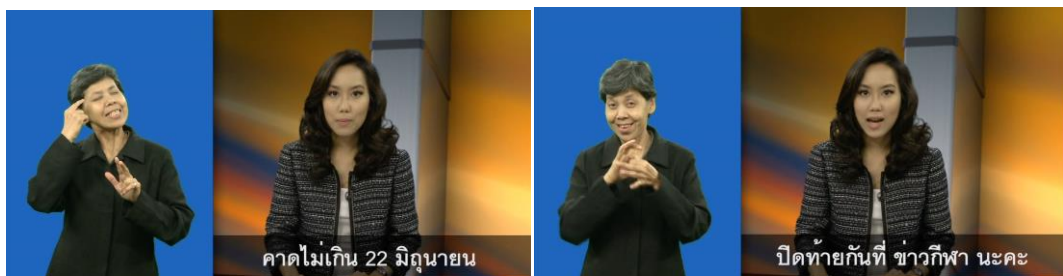 คาดไม่เกิน 22 มิถุนายน
ปิดท้ายกันที่ ข่าวกีฬา นะคะ